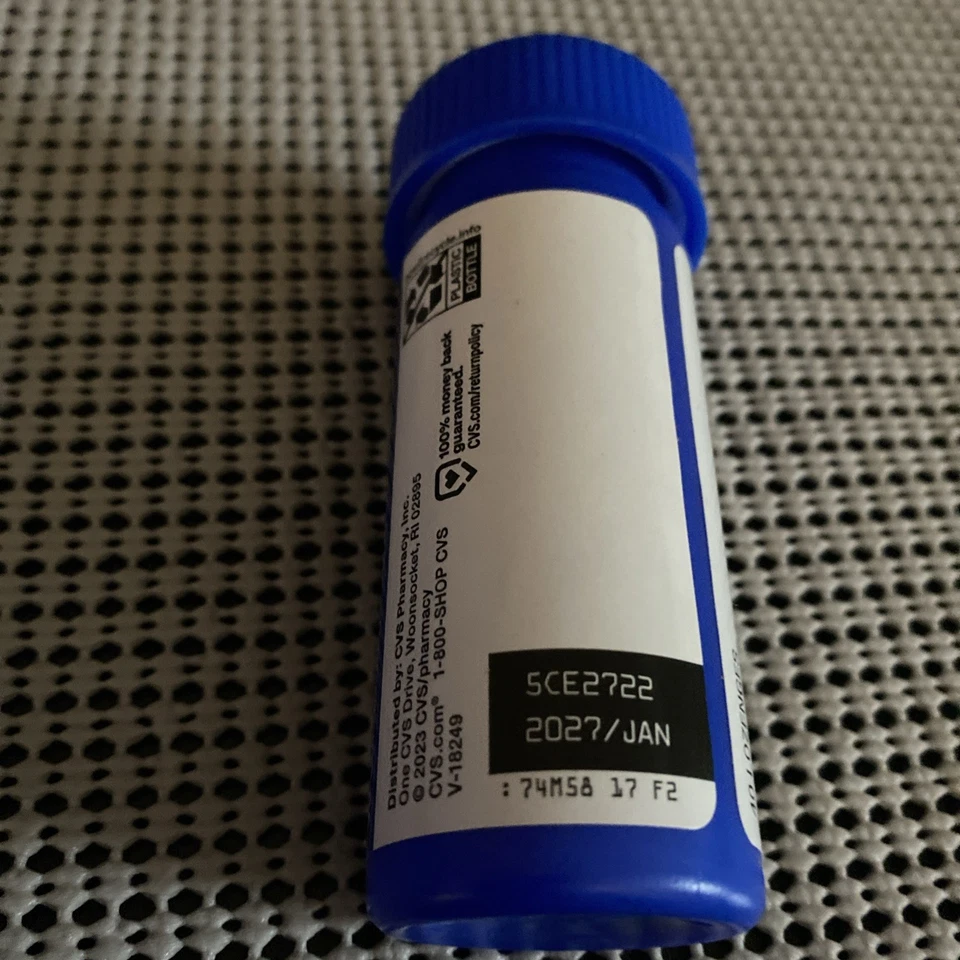 PLASTIC
BOTTLE
100% money back
guaranteed.
CVS.com/returnpolicy
Distributed by: CVS Pharmacy, Inc.
One CVS Drive, Woonsocket, RI 02895
© 2023 CVS/pharmacy
CVS.com® 1-800-SHOP CVS
V-18249
5CE2722
2027/JAN
: 74M58 17 F2